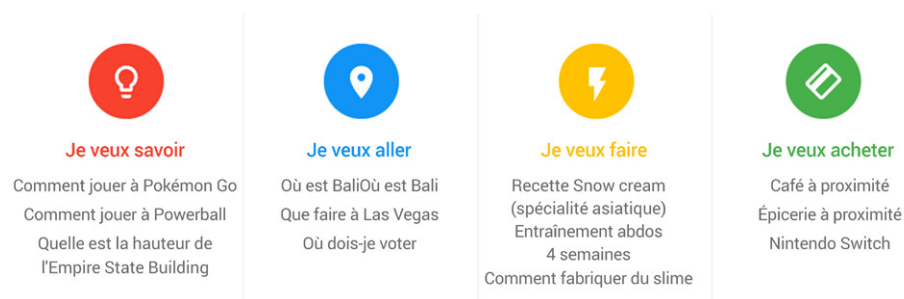 Je veux savoir
Comment jouer à Pokémon Go
Comment jouer à Powerball
Quelle est la hauteur de
l'Empire State Building
Je veux aller
Où est BaliOù est Bali
Que faire à Las Vegas
Où dois-je voter
Je veux faire
Recette Snow cream
(spécialité asiatique)
Entraînement abdos
4 semaines
Comment fabriquer du slime
Je veux acheter
Café à proximité
Épicerie à proximité
Nintendo Switch